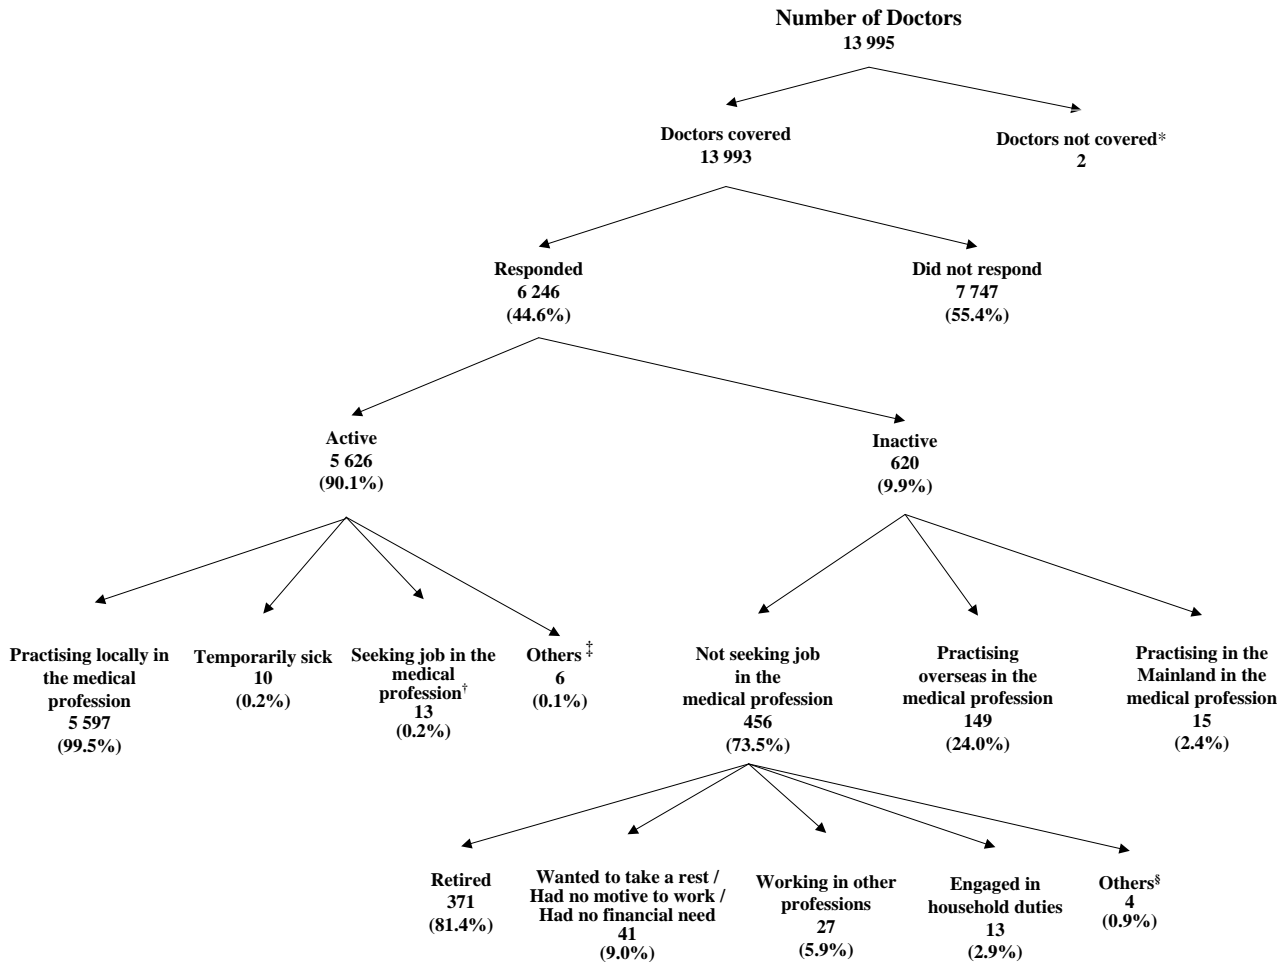 Number of Doctors
13 995
Doctors covered
13 993
Doctors not covered*
2
Responded
6 246
(44.6%)
Did not respond
7 747
(55.4%)
Active
5 626
(90.1%)
Inactive
620
(9.9%)
Practising locally in
the medical
profession
5 597
(99.5%)
Temporarily sick
10
(0.2%)
Seeking job in the
medical
profession†
13
(0.2%)
Others ‡
6
(0.1%)
Not seeking job
in the
medical profession
456
(73.5%)
Practising
overseas in the
medical profession
149
(24.0%)
Practising in the
Mainland in the
medical profession
15
(2.4%)
Retired
371
(81.4%)
Wanted to take a rest /
Had no motive to work /
Had no financial need
41
(9.0%)
Working in other
professions
27
(5.9%)
Engaged in
household duties
13
(2.9%)
Others§
4
(0.9%)